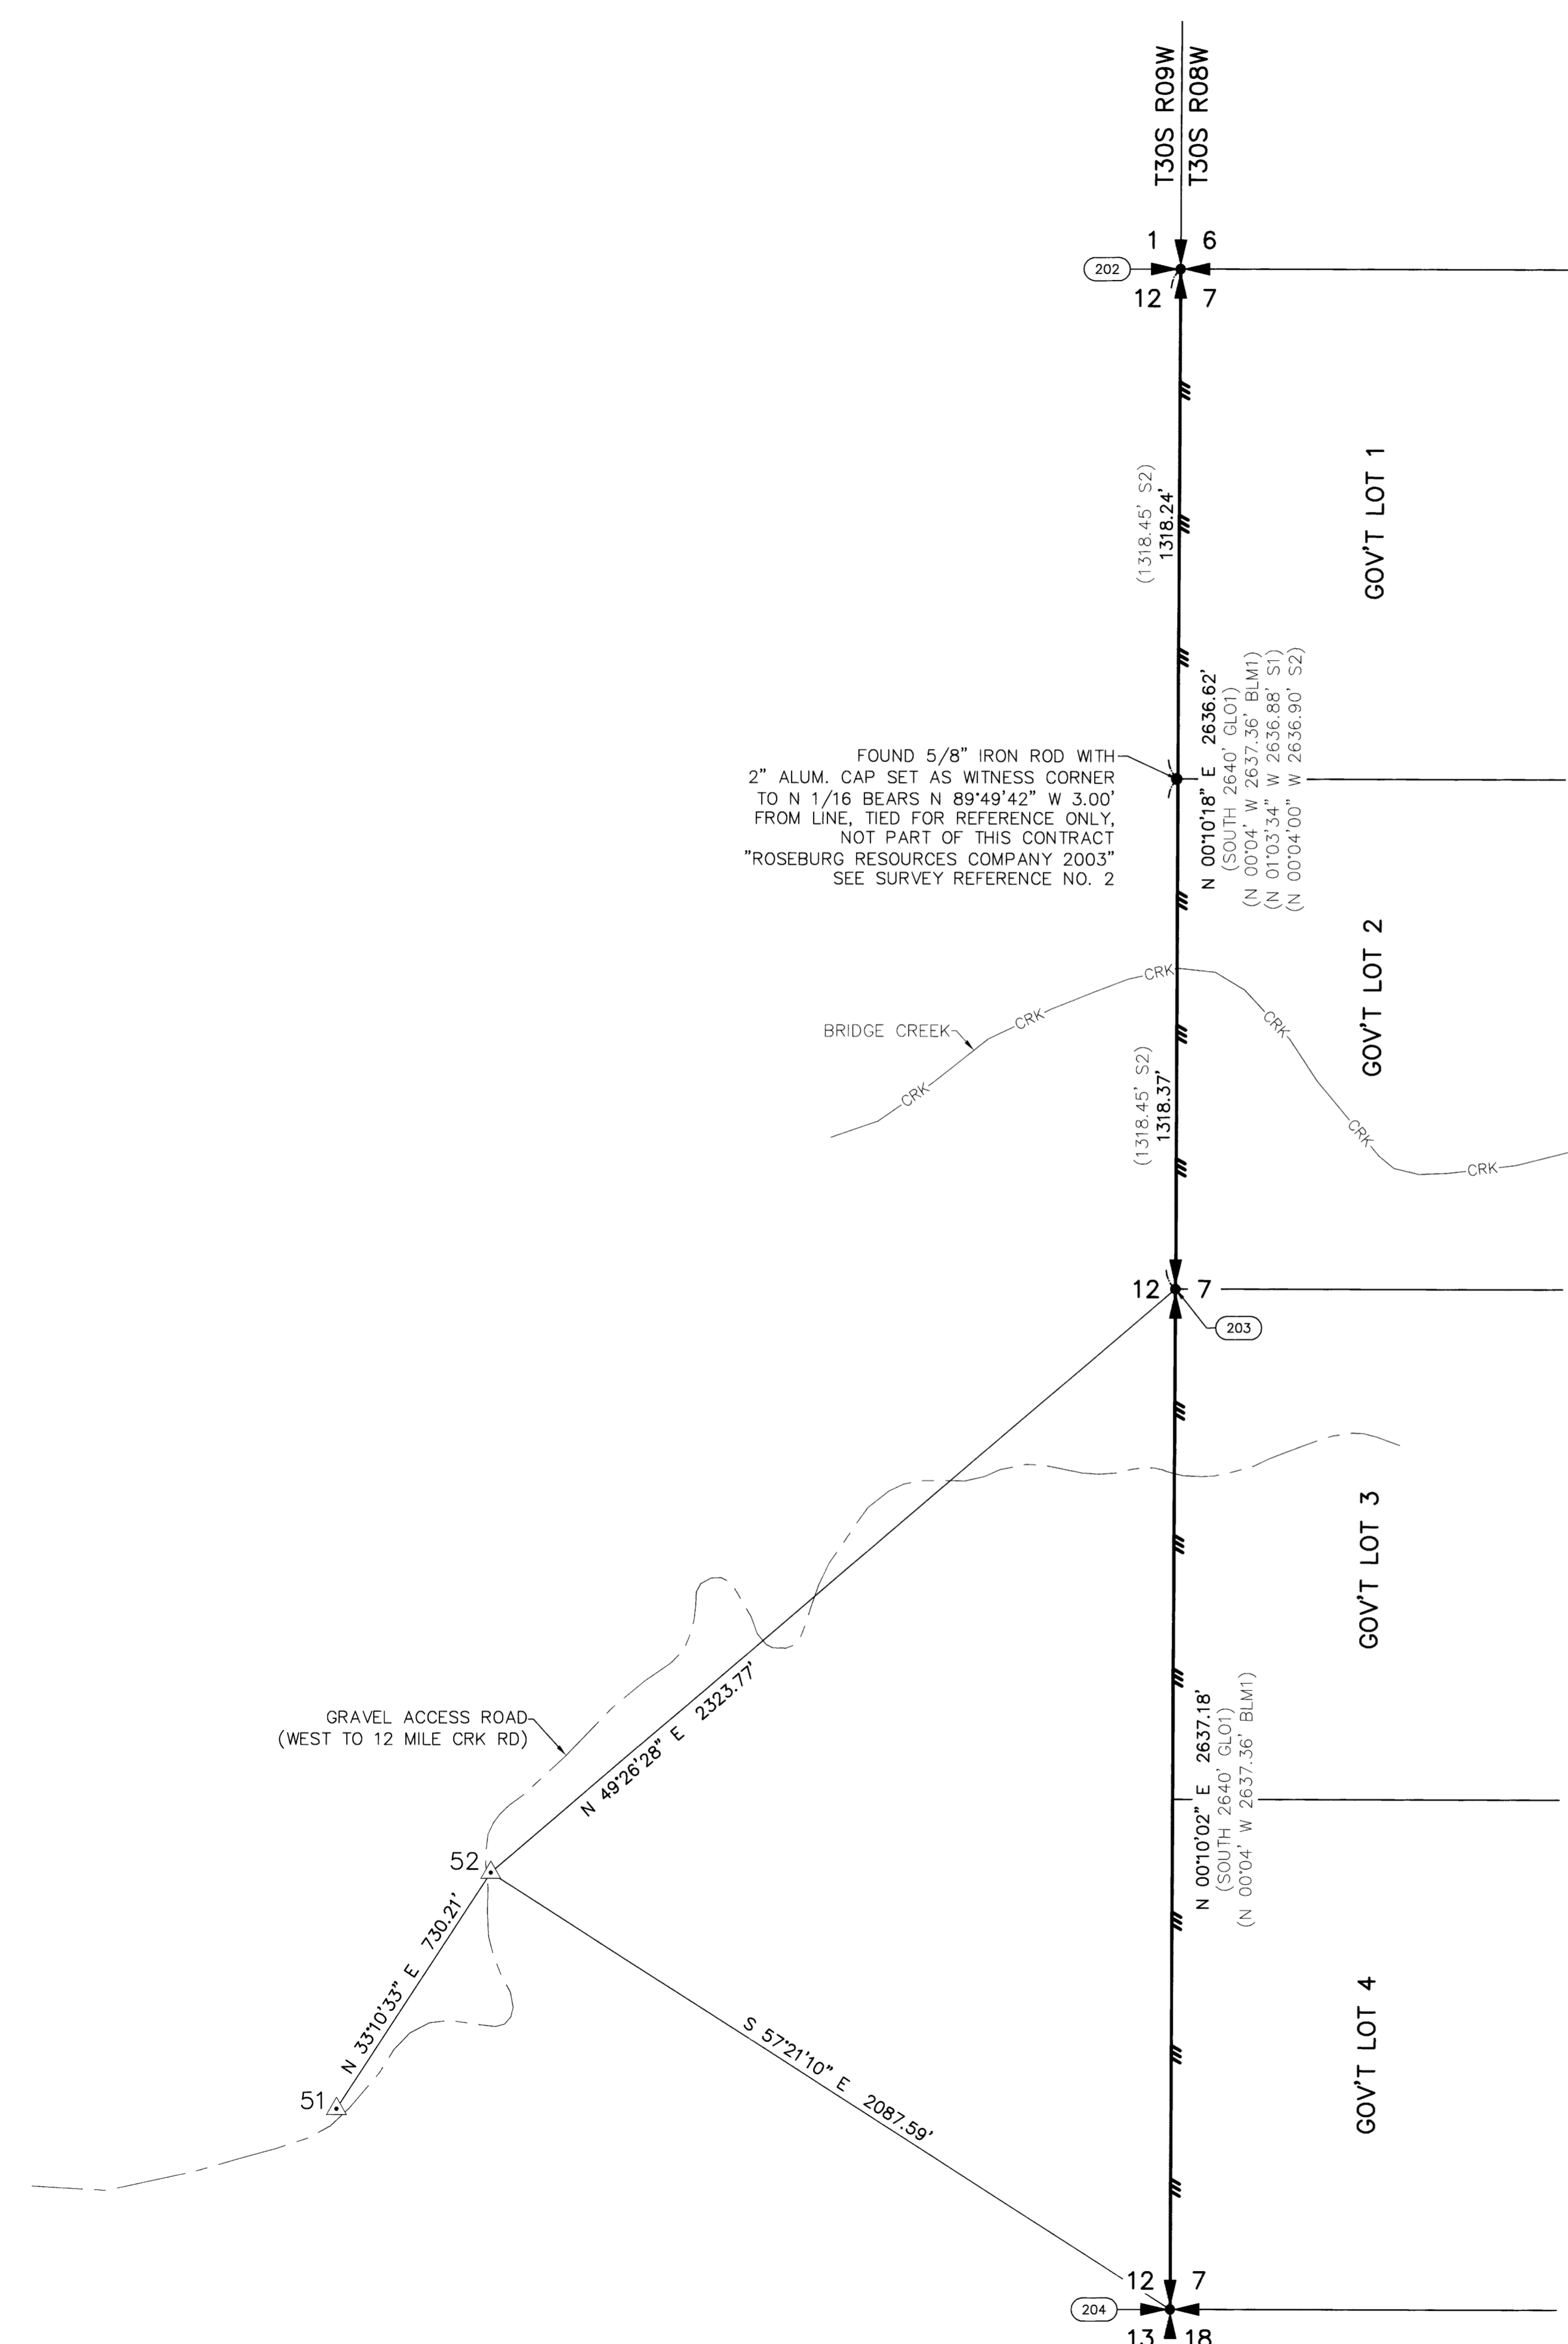 T30S R09W
T30S R08W
1 6
202
12 7
(1318.45' S2)
1318.24'
GOV'T LOT 1
N 00°10'18" E 2636.62'
(SOUTH 2640' GLO1)
(N 00°04' W 2637.36' BLM1)
(N 01°03'34" W 2636.88' S1)
(N 00°04'00" W 2636.90' S2)
FOUND 5/8" IRON ROD WITH
2" ALUM. CAP SET AS WITNESS CORNER
TO N 1/16 BEARS N 89°49'42" W 3.00'
FROM LINE, TIED FOR REFERENCE ONLY,
NOT PART OF THIS CONTRACT
"ROSEBURG RESOURCES COMPANY 2003"
SEE SURVEY REFERENCE NO. 2
GOV'T LOT 2
CRK
CRK
CRK
BRIDGE CREEK
CRK
(1318.45' S2)
1318.37'
CRK
CRK
12 7
203
GOV'T LOT 3
N 49°26'28" E 2323.77'
GRAVEL ACCESS ROAD
(WEST TO 12 MILE CRK RD)
N 00°10'02" E 2637.18'
(SOUTH 2640' GLO1)
(N 00°04' W 2637.36' BLM1)
52
N 33°10'33" E 730.21'
51
S 57°21'10" E 2087.59'
GOV'T LOT 4
12 7
204
13 18